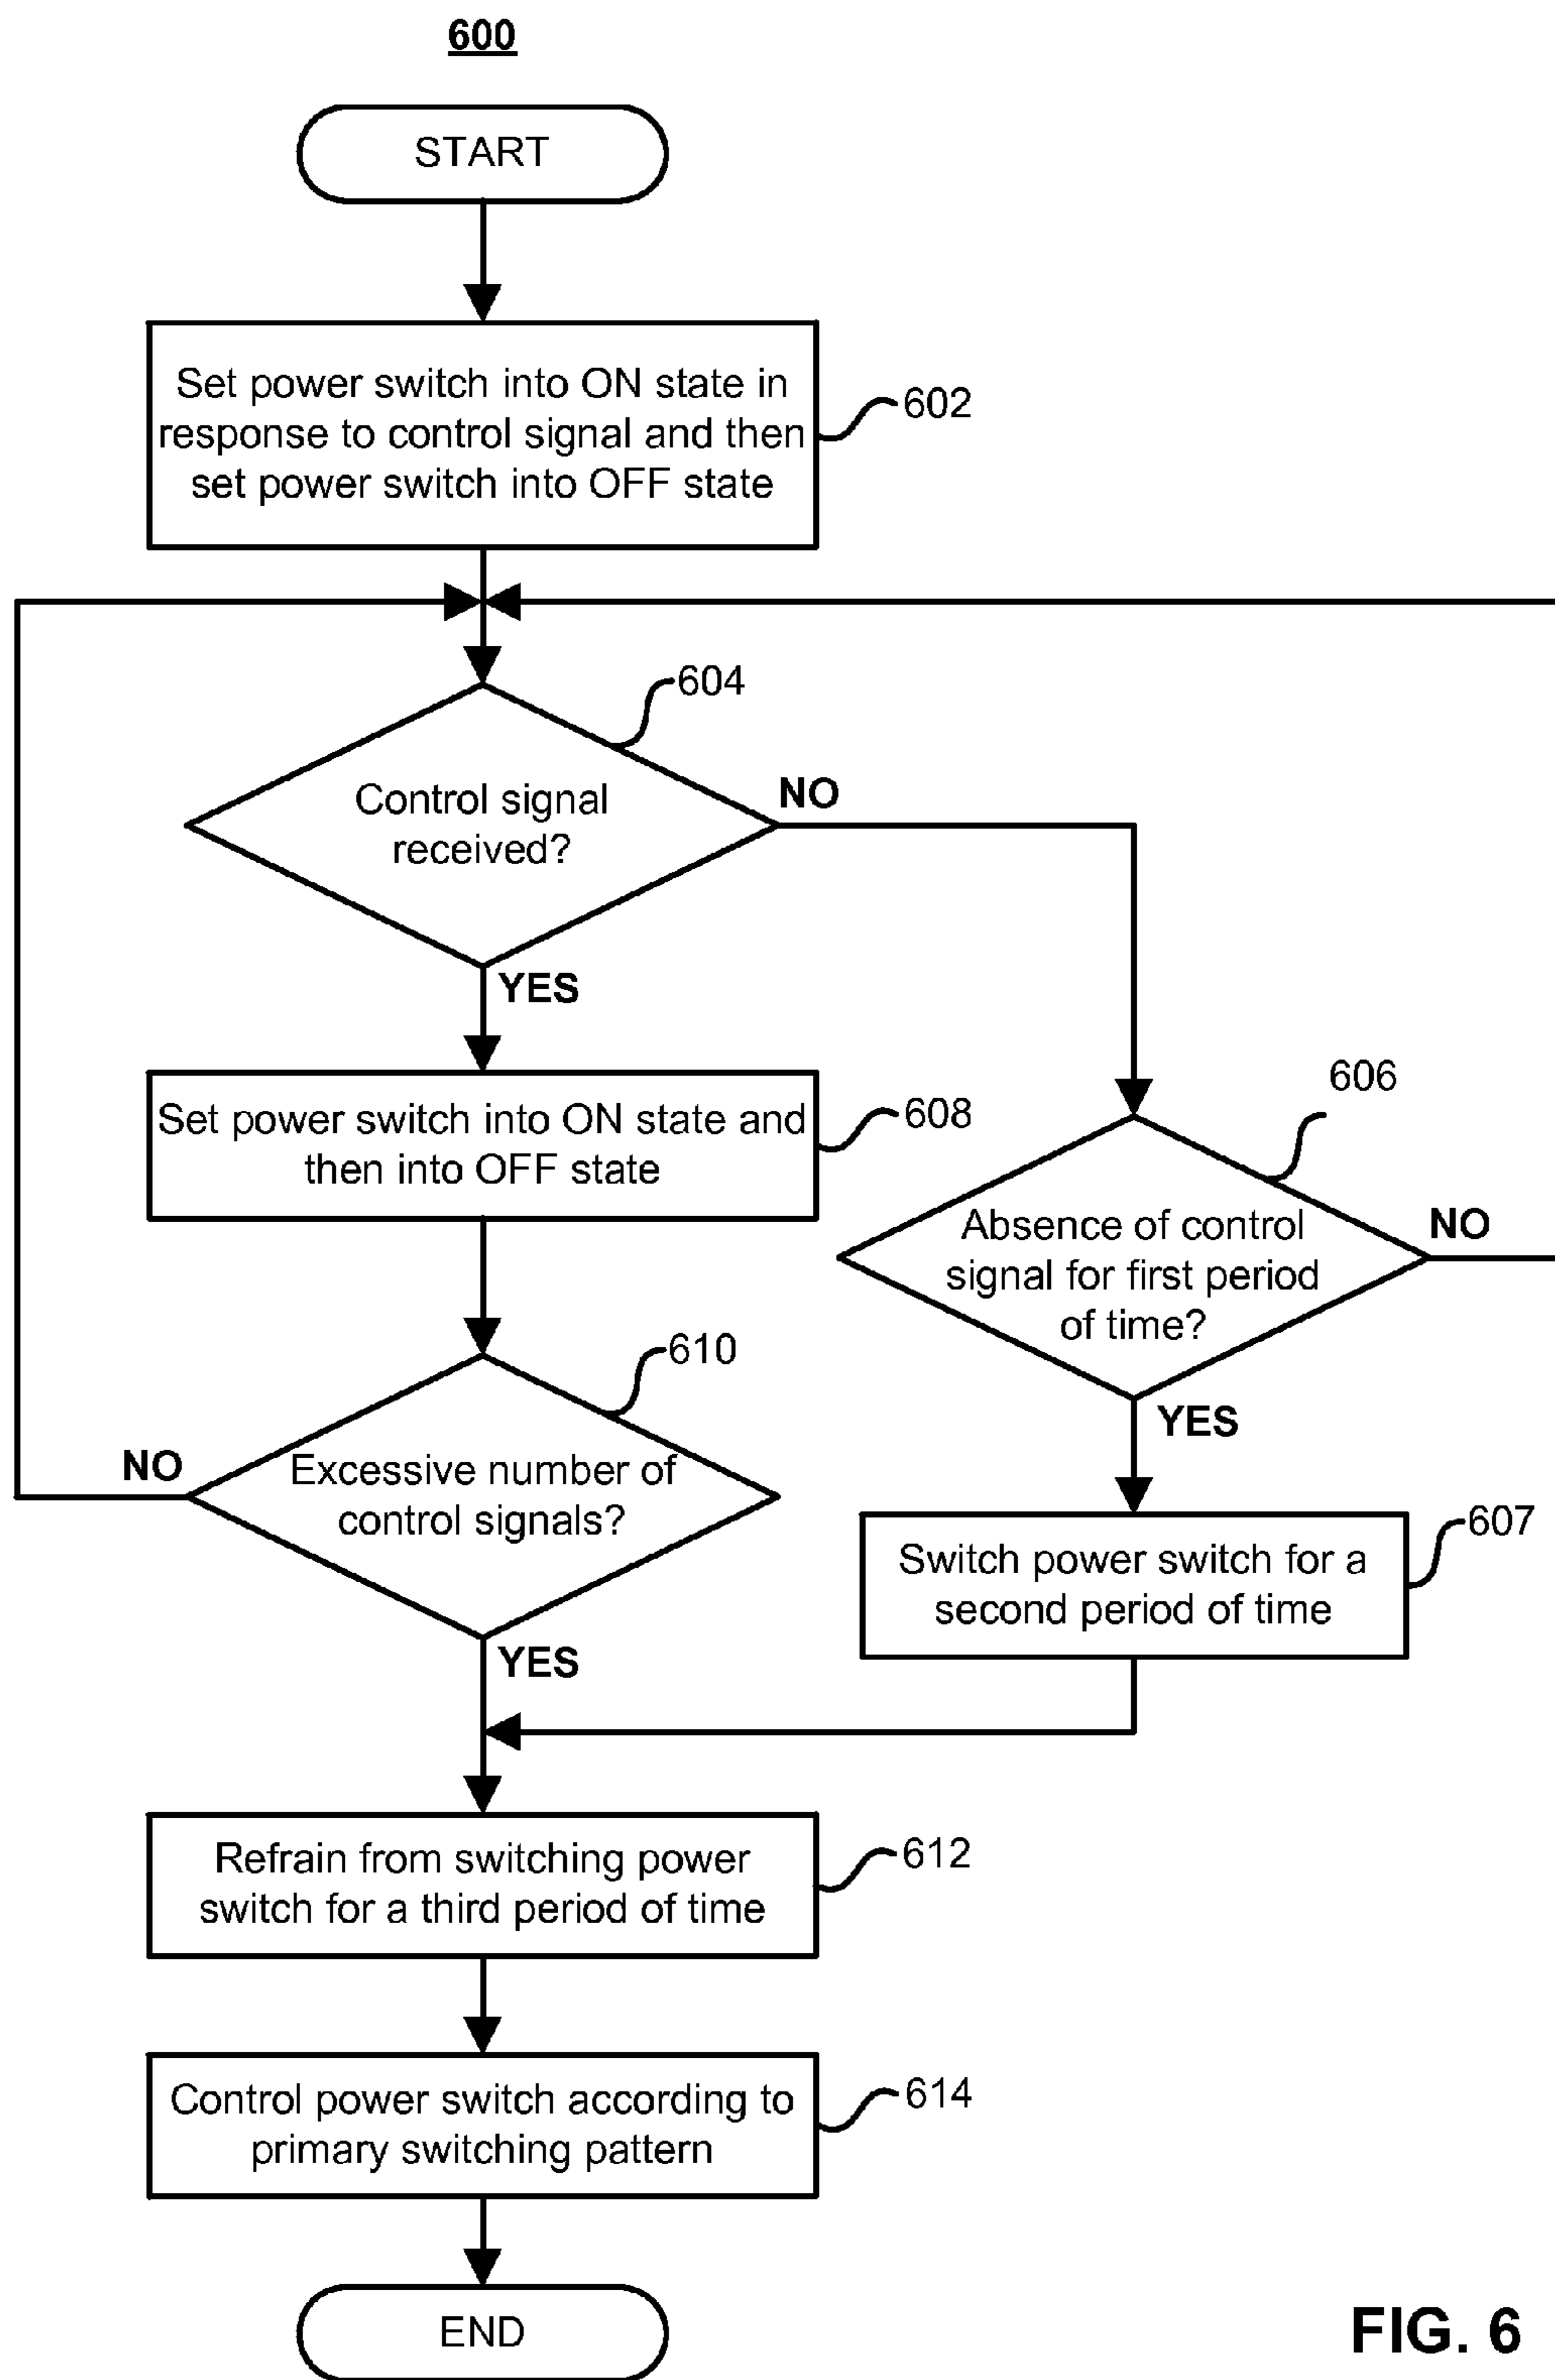 600
START
Set power switch into ON state in
response to control signal and then
set power switch into OFF state
602
604
Control signal
received?
NO
YES
Set power switch into ON state and
then into OFF state
608
606
Absence of control
signal for first period
of time?
NO
YES
610
Excessive number of
control signals?
NO
YES
Switch power switch for a
second period of time
607
Refrain from switching power
switch for a third period of time
612
Control power switch according to
primary switching pattern
614
END
FIG. 6